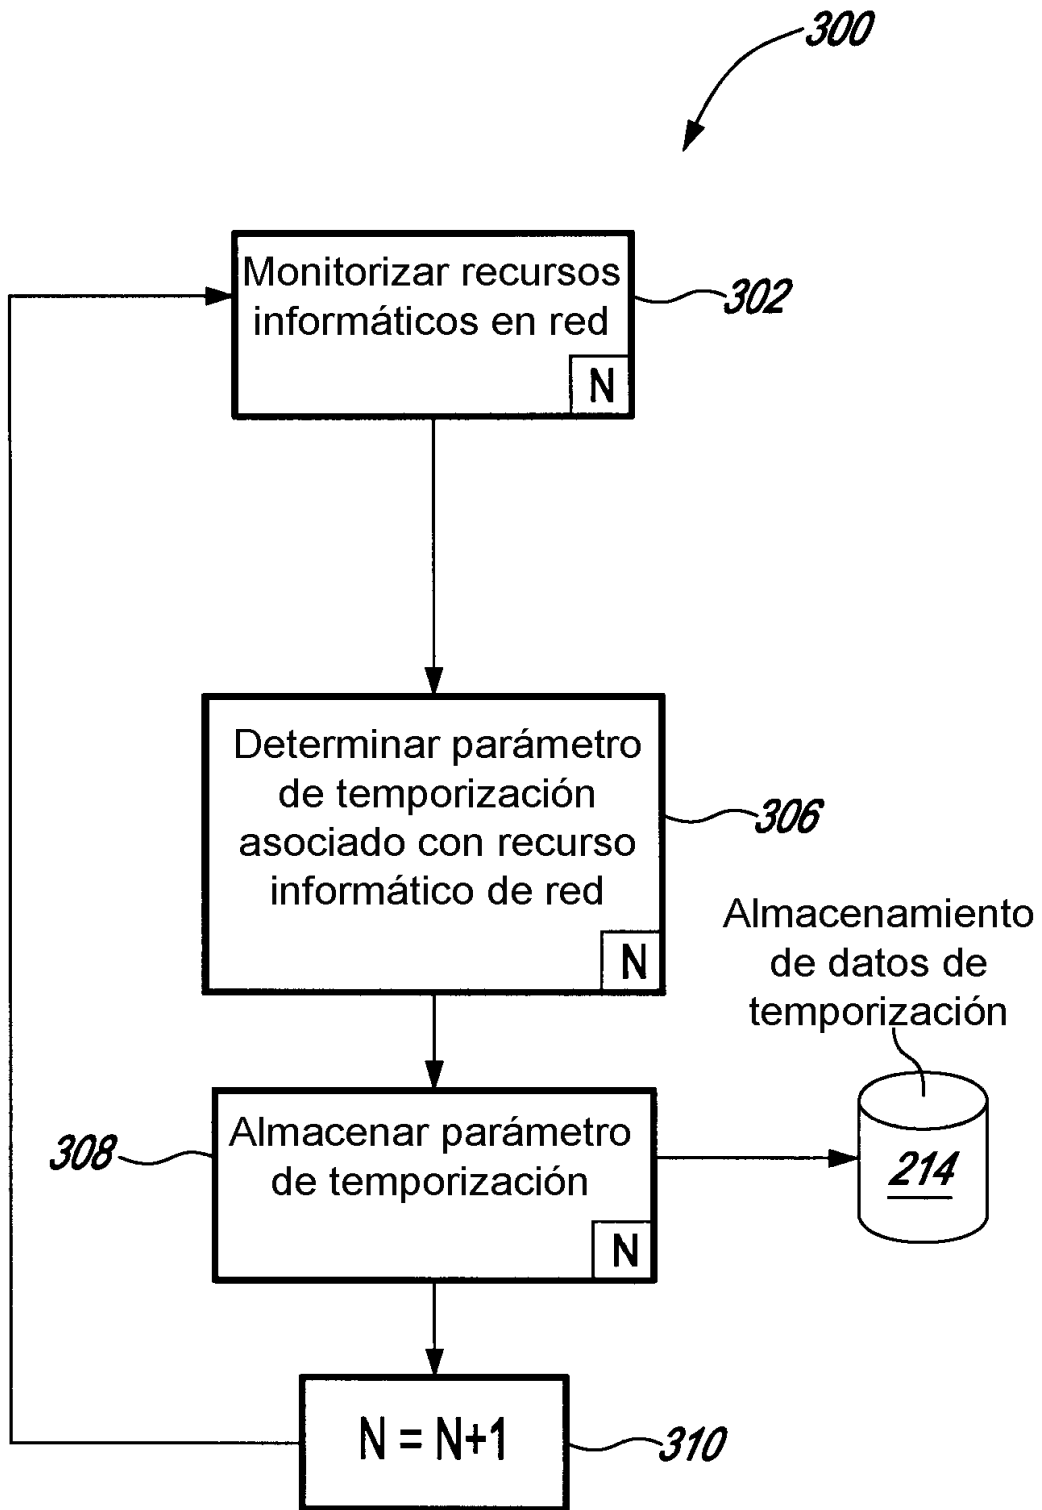 300
Monitorizar recursos
informáticos en red
302
N
Determinar parámetro
de temporización
asociado con recurso
informático de red
306
N
Almacenamiento
de datos de
temporización
308
Almacenar parámetro
de temporización
N
214
N = N+1
310